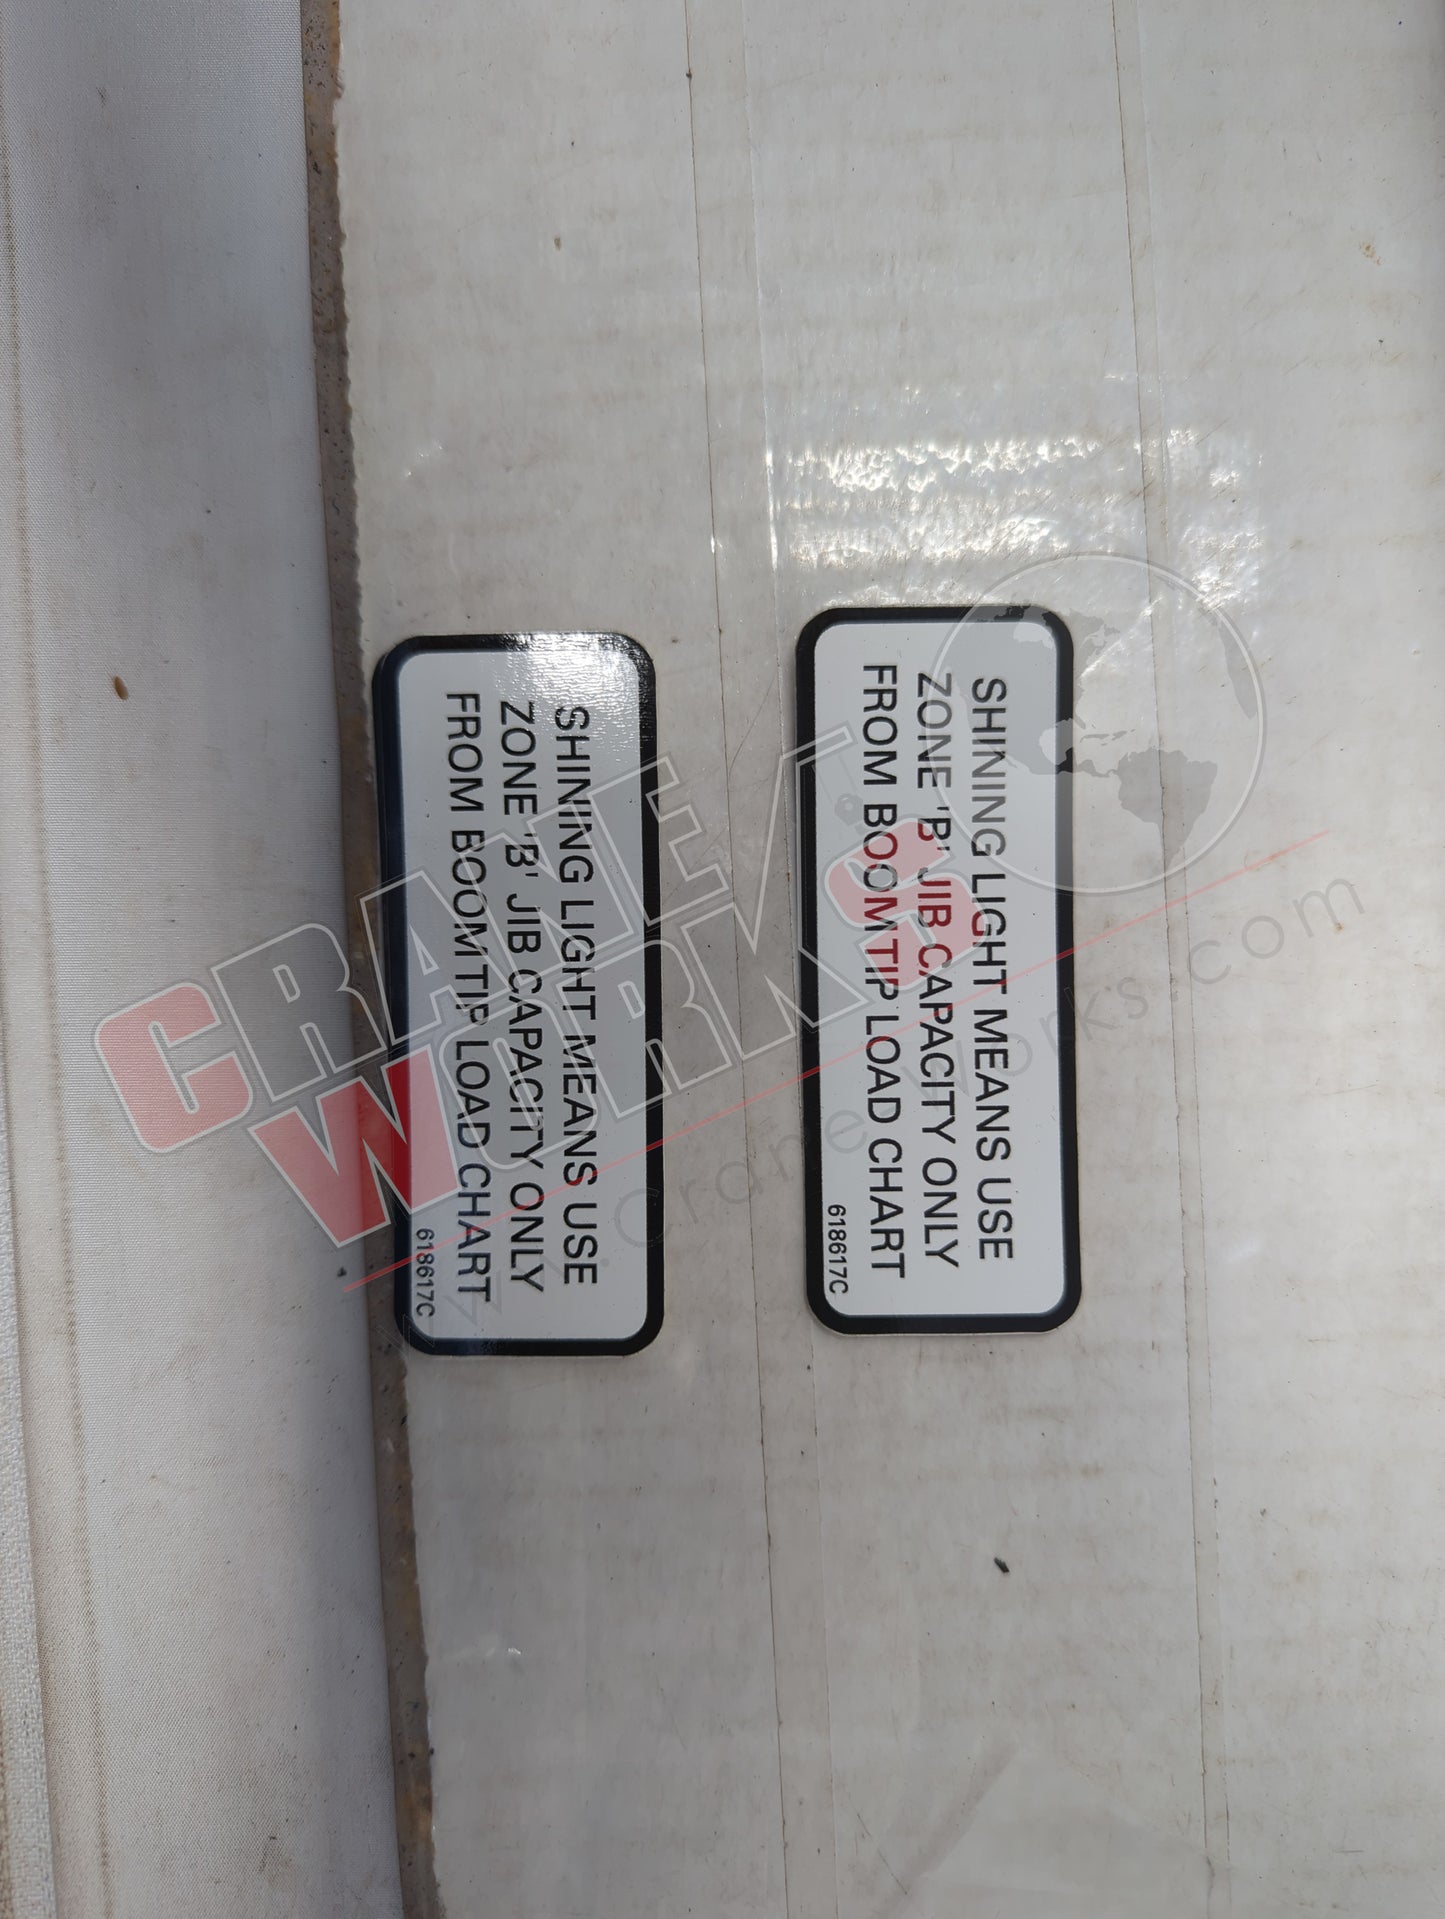 SHINING LIGHT MEANS USE
ZONE 'B' JIB CAPACITY ONLY
FROM BOOM TIP LOAD CHART
618617C
SHINING LIGHT MEANS USE
ZONE 'B' JIB CAPACITY ONLY
FROM BOOM TIP LOAD CHART
618617C
CRANE
WORKS
www.craneworks.com